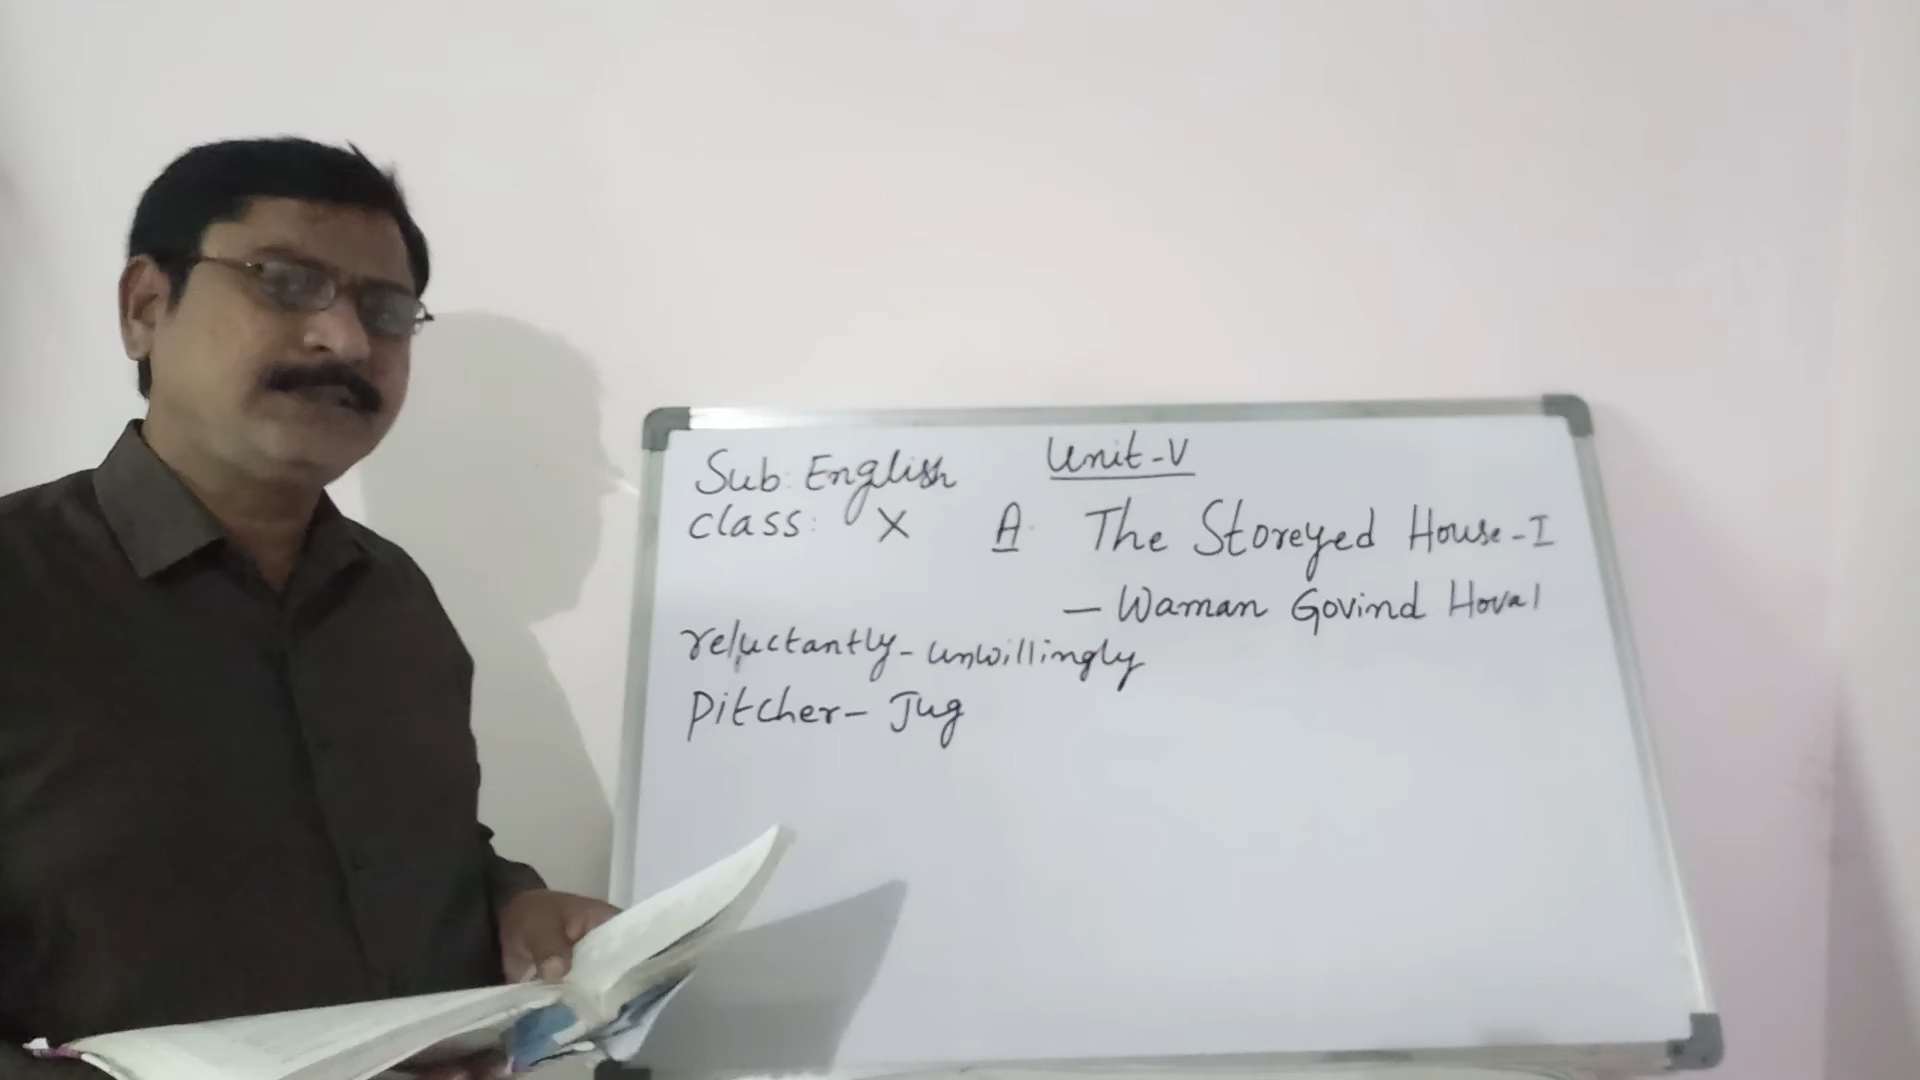 Sub: English Unit-V
class: X A. The Storeyed House-I
- Waman Govind Hoval
reluctantly - unwillingly
Pitcher - Jug